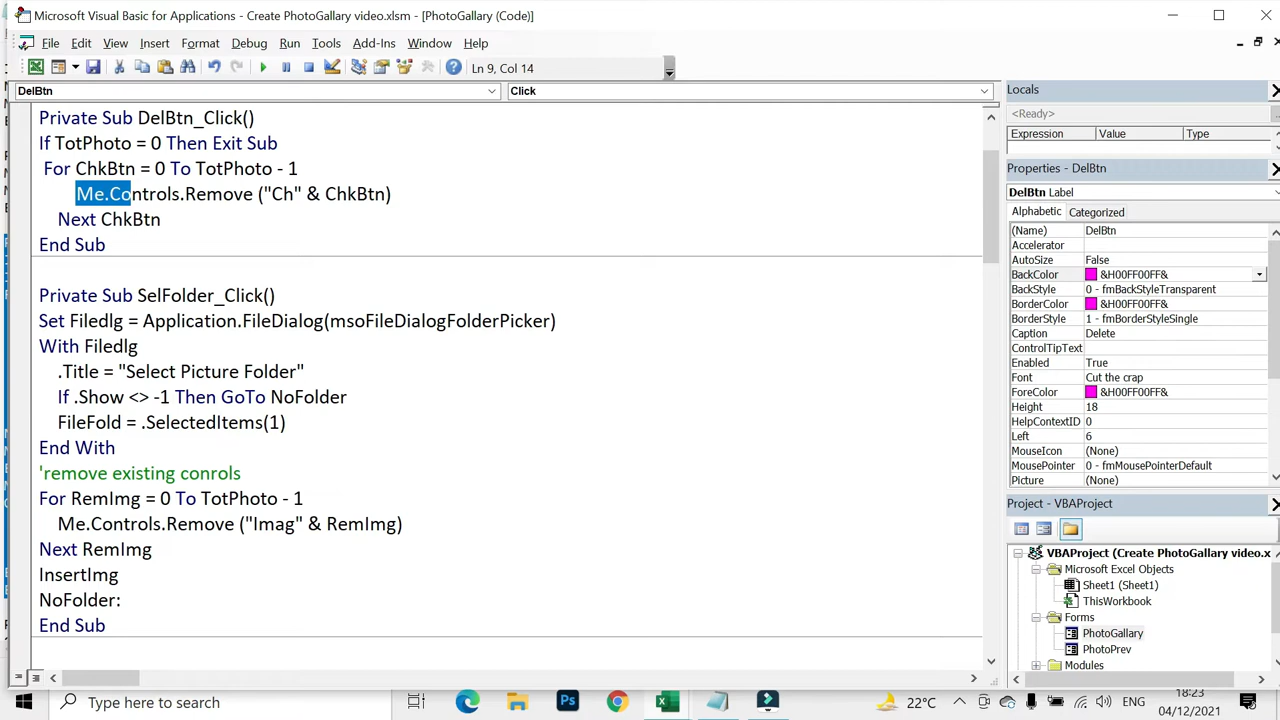 Microsoft Visual Basic for Applications - Create PhotoGallary video.xlsm - [PhotoGallary (Code)]
File Edit View Insert Format Debug Run Tools Add-Ins Window Help
Ln 9, Col 14
DelBtn
Click
Private Sub DelBtn_Click()
If TotPhoto = 0 Then Exit Sub
For ChkBtn = 0 To TotPhoto - 1
Me.Controls.Remove ("Ch" & ChkBtn)
Next ChkBtn
End Sub
Private Sub SelFolder_Click()
Set Filedlg = Application.FileDialog(msoFileDialogFolderPicker)
With Filedlg
.Title = "Select Picture Folder"
If .Show <> -1 Then GoTo NoFolder
FileFold = .SelectedItems(1)
End With
'remove existing conrols
For RemImg = 0 To TotPhoto - 1
Me.Controls.Remove ("Imag" & RemImg)
Next RemImg
InsertImg
NoFolder:
End Sub
Locals
<Ready>
Expression Value Type
Properties - DelBtn
DelBtn Label
Alphabetic Categorized
(Name) DelBtn
Accelerator
AutoSize False
BackColor &H00FF00FF&
BackStyle 0 - fmBackStyleTransparent
BorderColor &H00FF00FF&
BorderStyle 1 - fmBorderStyleSingle
Caption Delete
ControlTipText
Enabled True
Font Cut the crap
ForeColor &H00FF00FF&
Height 18
HelpContextID 0
Left 6
MouseIcon (None)
MousePointer 0 - fmMousePointerDefault
Picture (None)
Project - VBAProject
VBAProject (Create PhotoGallary video.x
Microsoft Excel Objects
Sheet1 (Sheet1)
ThisWorkbook
Forms
PhotoGallary
PhotoPrev
Modules
Type here to search
Ps
22°C
ENG
18:23
04/12/2021